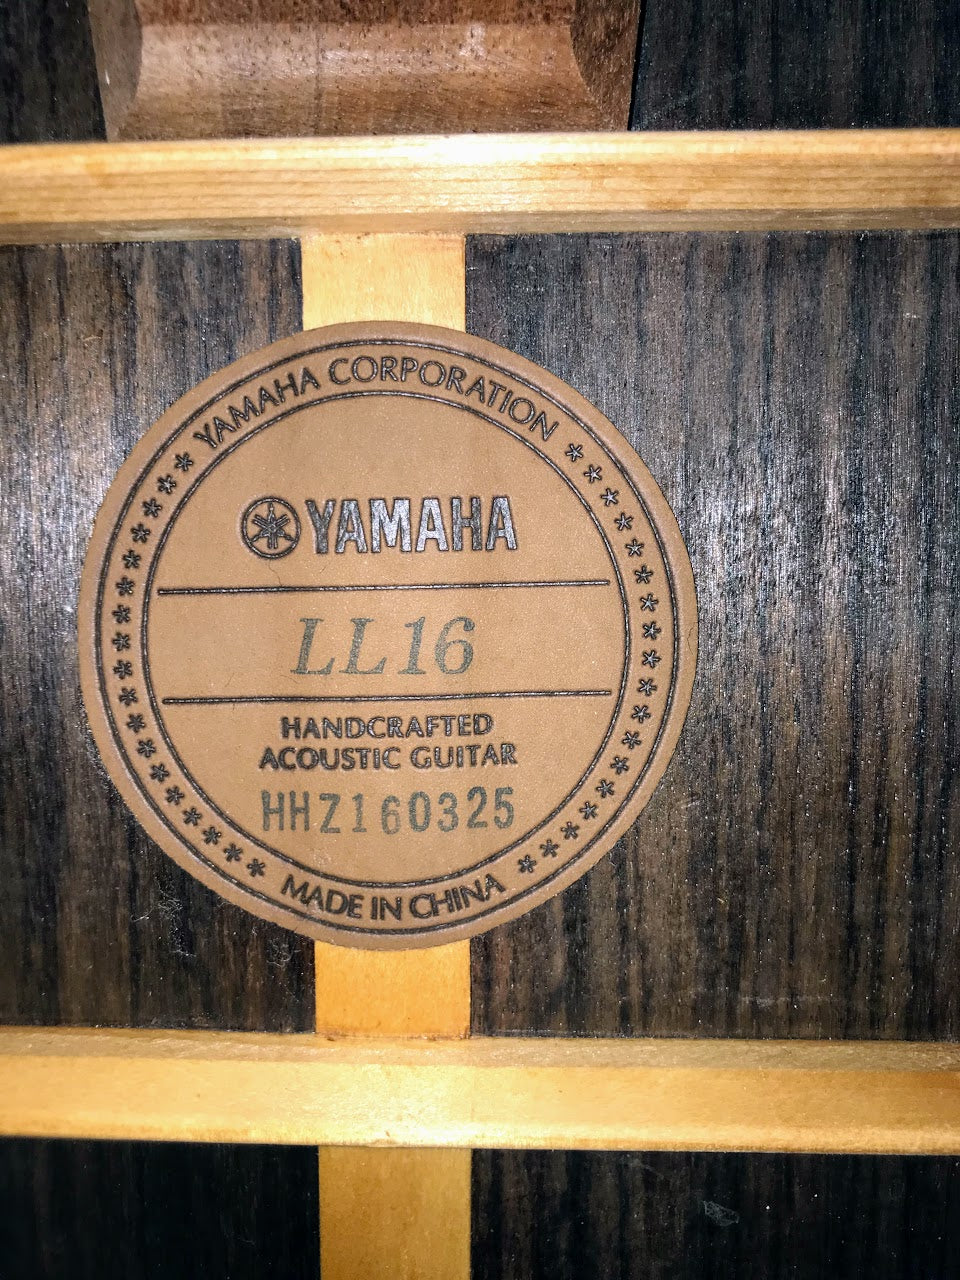 YAMAHA CORPORATION
YAMAHA
LL16
HANDCRAFTED
ACOUSTIC GUITAR
HHZ160325
MADE IN CHINA